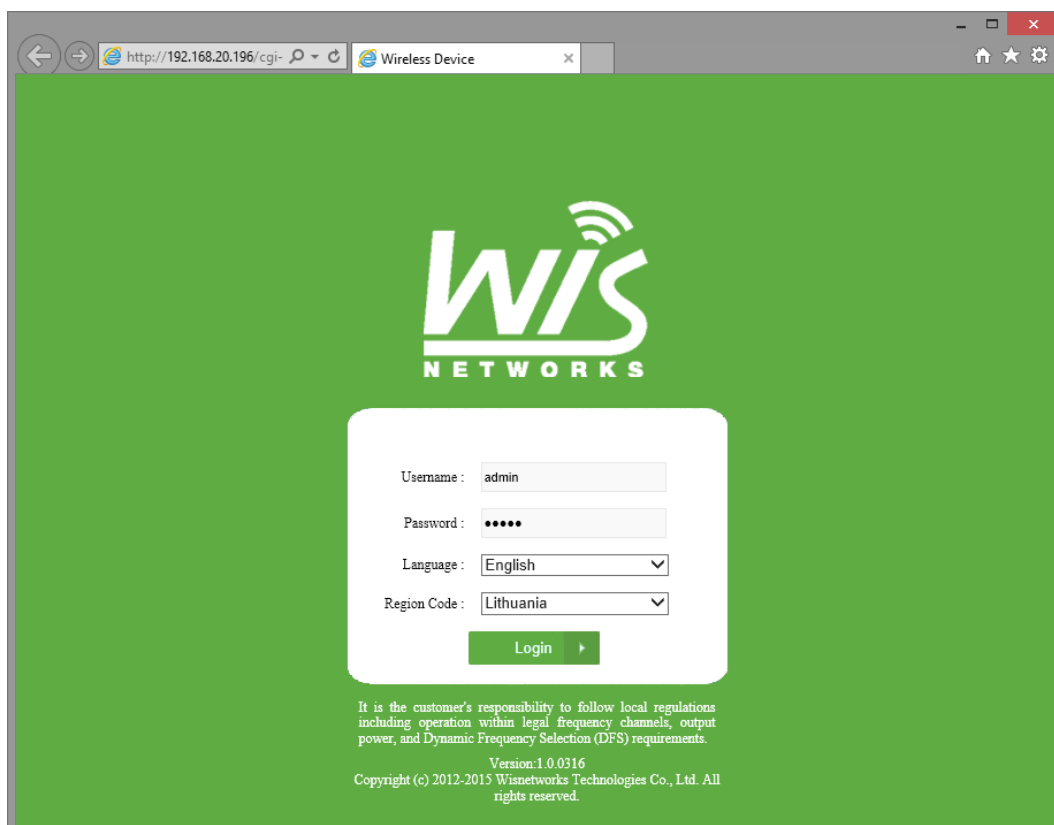 http://192.168.20.196/cgi-
Wireless Device
WiS
NETWORKS
Username : admin
Password : •••••
Language : English
Region Code : Lithuania
Login
It is the customer's responsibility to follow local regulations
including operation within legal frequency channels, output
power, and Dynamic Frequency Selection (DFS) requirements.
Version:1.0.0316
Copyright (c) 2012-2015 Wisnetworks Technologies Co., Ltd. All
rights reserved.